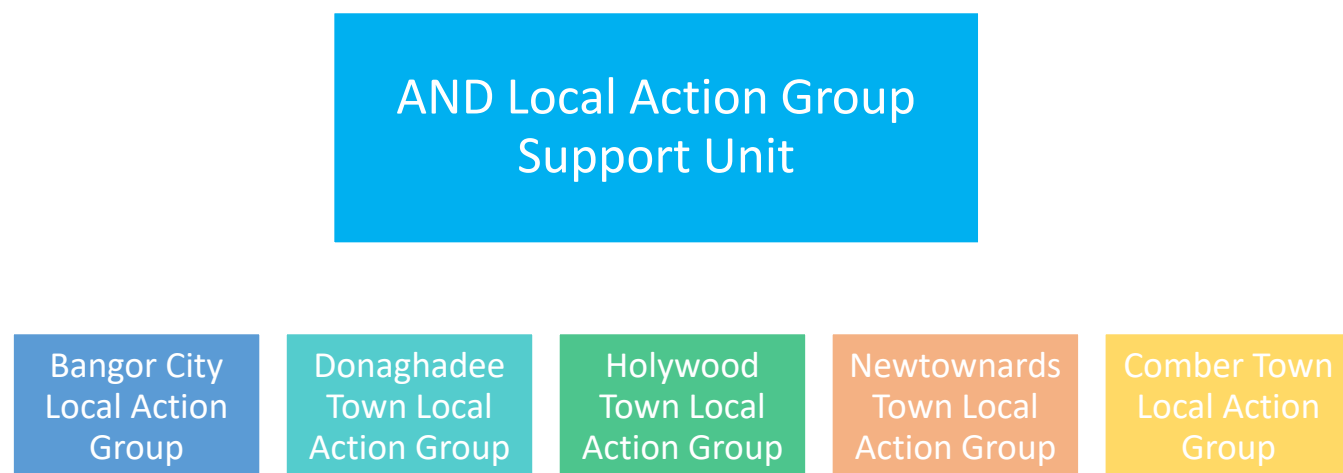 AND Local Action Group
Support Unit
Bangor City
Local Action
Group
Donaghadee
Town Local
Action Group
Holywood
Town Local
Action Group
Newtownards
Town Local
Action Group
Comber Town
Local Action
Group